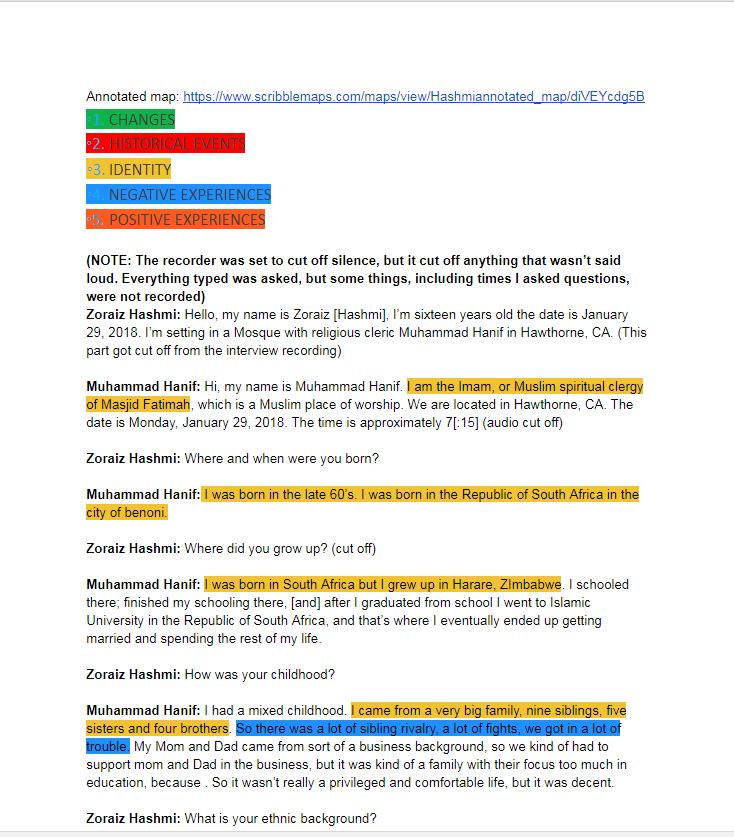 Annotated map: https://www.scribblemaps.com/maps/view/Hashmiannotated_map/diVEYcdg5B
◦1. CHANGES
◦2. HISTORICAL EVENTS
◦3. IDENTITY
◦4. NEGATIVE EXPERIENCES
◦5. POSITIVE EXPERIENCES
(NOTE: The recorder was set to cut off silence, but it cut off anything that wasn’t said
loud. Everything typed was asked, but some things, including times I asked questions,
were not recorded)
Zoraiz Hashmi: Hello, my name is Zoraiz [Hashmi], I’m sixteen years old the date is January
29, 2018. I’m setting in a Mosque with religious cleric Muhammad Hanif in Hawthorne, CA. (This
part got cut off from the interview recording)
Muhammad Hanif: Hi, my name is Muhammad Hanif. I am the Imam, or Muslim spiritual clergy
of Masjid Fatimah, which is a Muslim place of worship. We are located in Hawthorne, CA. The
date is Monday, January 29, 2018. The time is approximately 7[:15] (audio cut off)
Zoraiz Hashmi: Where and when were you born?
Muhammad Hanif: I was born in the late 60’s. I was born in the Republic of South Africa in the
city of benoni.
Zoraiz Hashmi: Where did you grow up? (cut off)
Muhammad Hanif: I was born in South Africa but I grew up in Harare, ZImbabwe. I schooled
there; finished my schooling there, [and] after I graduated from school I went to Islamic
University in the Republic of South Africa, and that’s where I eventually ended up getting
married and spending the rest of my life.
Zoraiz Hashmi: How was your childhood?
Muhammad Hanif: I had a mixed childhood. I came from a very big family, nine siblings, five
sisters and four brothers. So there was a lot of sibling rivalry, a lot of fights, we got in a lot of
trouble. My Mom and Dad came from sort of a business background, so we kind of had to
support mom and Dad in the business, but it was kind of a family with their focus too much in
education, because . So it wasn’t really a privileged and comfortable life, but it was decent.
Zoraiz Hashmi: What is your ethnic background?